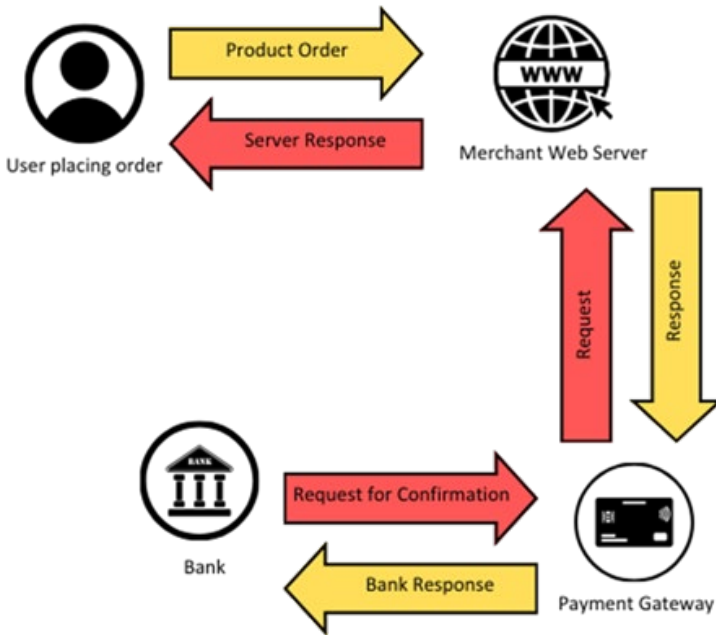 Product Order
WWW
Server Response
User placing order
Merchant Web Server
Request
Response
BANK
Request for Confirmation
Bank
Bank Response
Payment Gateway